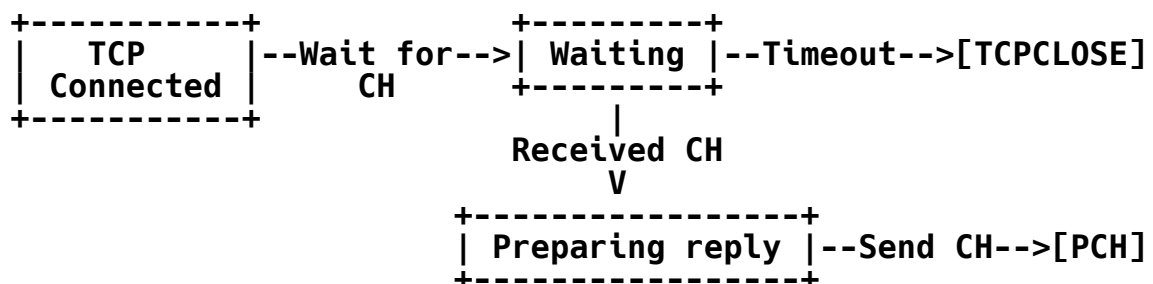 +-----------+             +---------+
|    TCP    |--Wait for-->| Waiting |--Timeout-->[TCPCLOSE]
| Connected |     CH      +---------+
+-----------+                  |
                          Received CH
                               V
                       +-----------------+
                       | Preparing reply |--Send CH-->[PCH]
                       +-----------------+